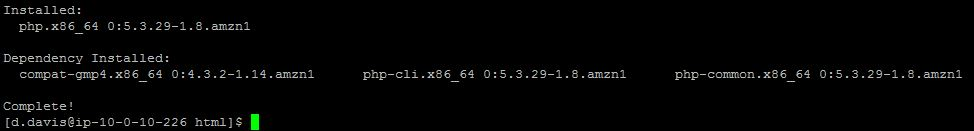 Installed:
php.x86_64 0:5.3.29-1.8.amzn1
Dependency Installed:
compat-gmp4.x86_64 0:4.3.2-1.14.amzn1 php-cli.x86_64 0:5.3.29-1.8.amzn1 php-common.x86_64 0:5.3.29-1.8.amzn1
Complete!
[d.davis@ip-10-0-10-226 html]$